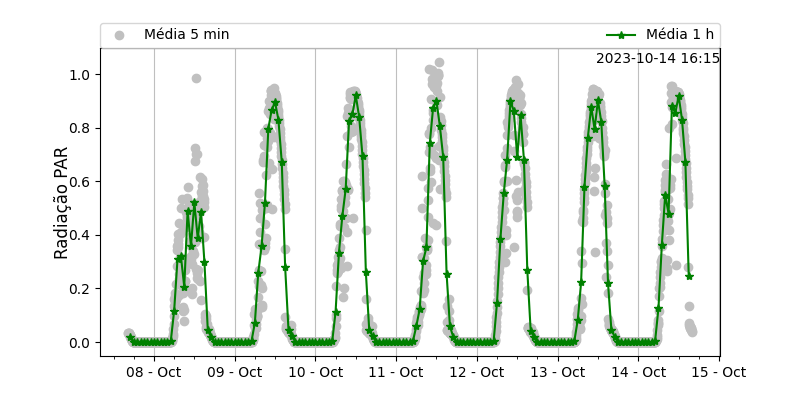 Média 5 min
Média 1 h
2023-10-14 16:15
Radiação PAR
1.0
0.8
0.6
0.4
0.2
0.0
08 - Oct
09 - Oct
10 - Oct
11 - Oct
12 - Oct
13 - Oct
14 - Oct
15 - Oct